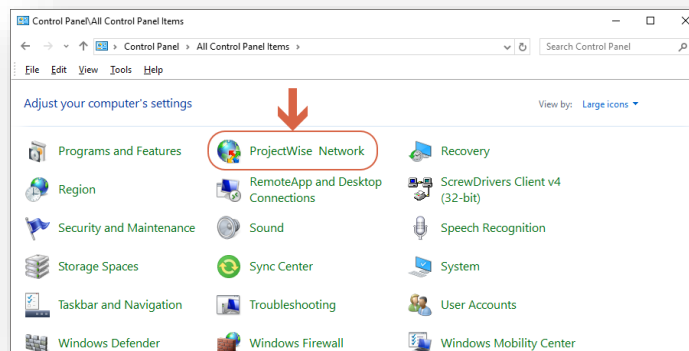 Control Panel\All Control Panel Items
Control Panel > All Control Panel Items >
Search Control Panel
File Edit View Tools Help
Adjust your computer's settings
View by: Large icons
Programs and Features
ProjectWise Network
Recovery
Region
RemoteApp and Desktop
Connections
ScrewDrivers Client v4
(32-bit)
Security and Maintenance
Sound
Speech Recognition
Storage Spaces
Sync Center
System
Taskbar and Navigation
Troubleshooting
User Accounts
Windows Defender
Windows Firewall
Windows Mobility Center